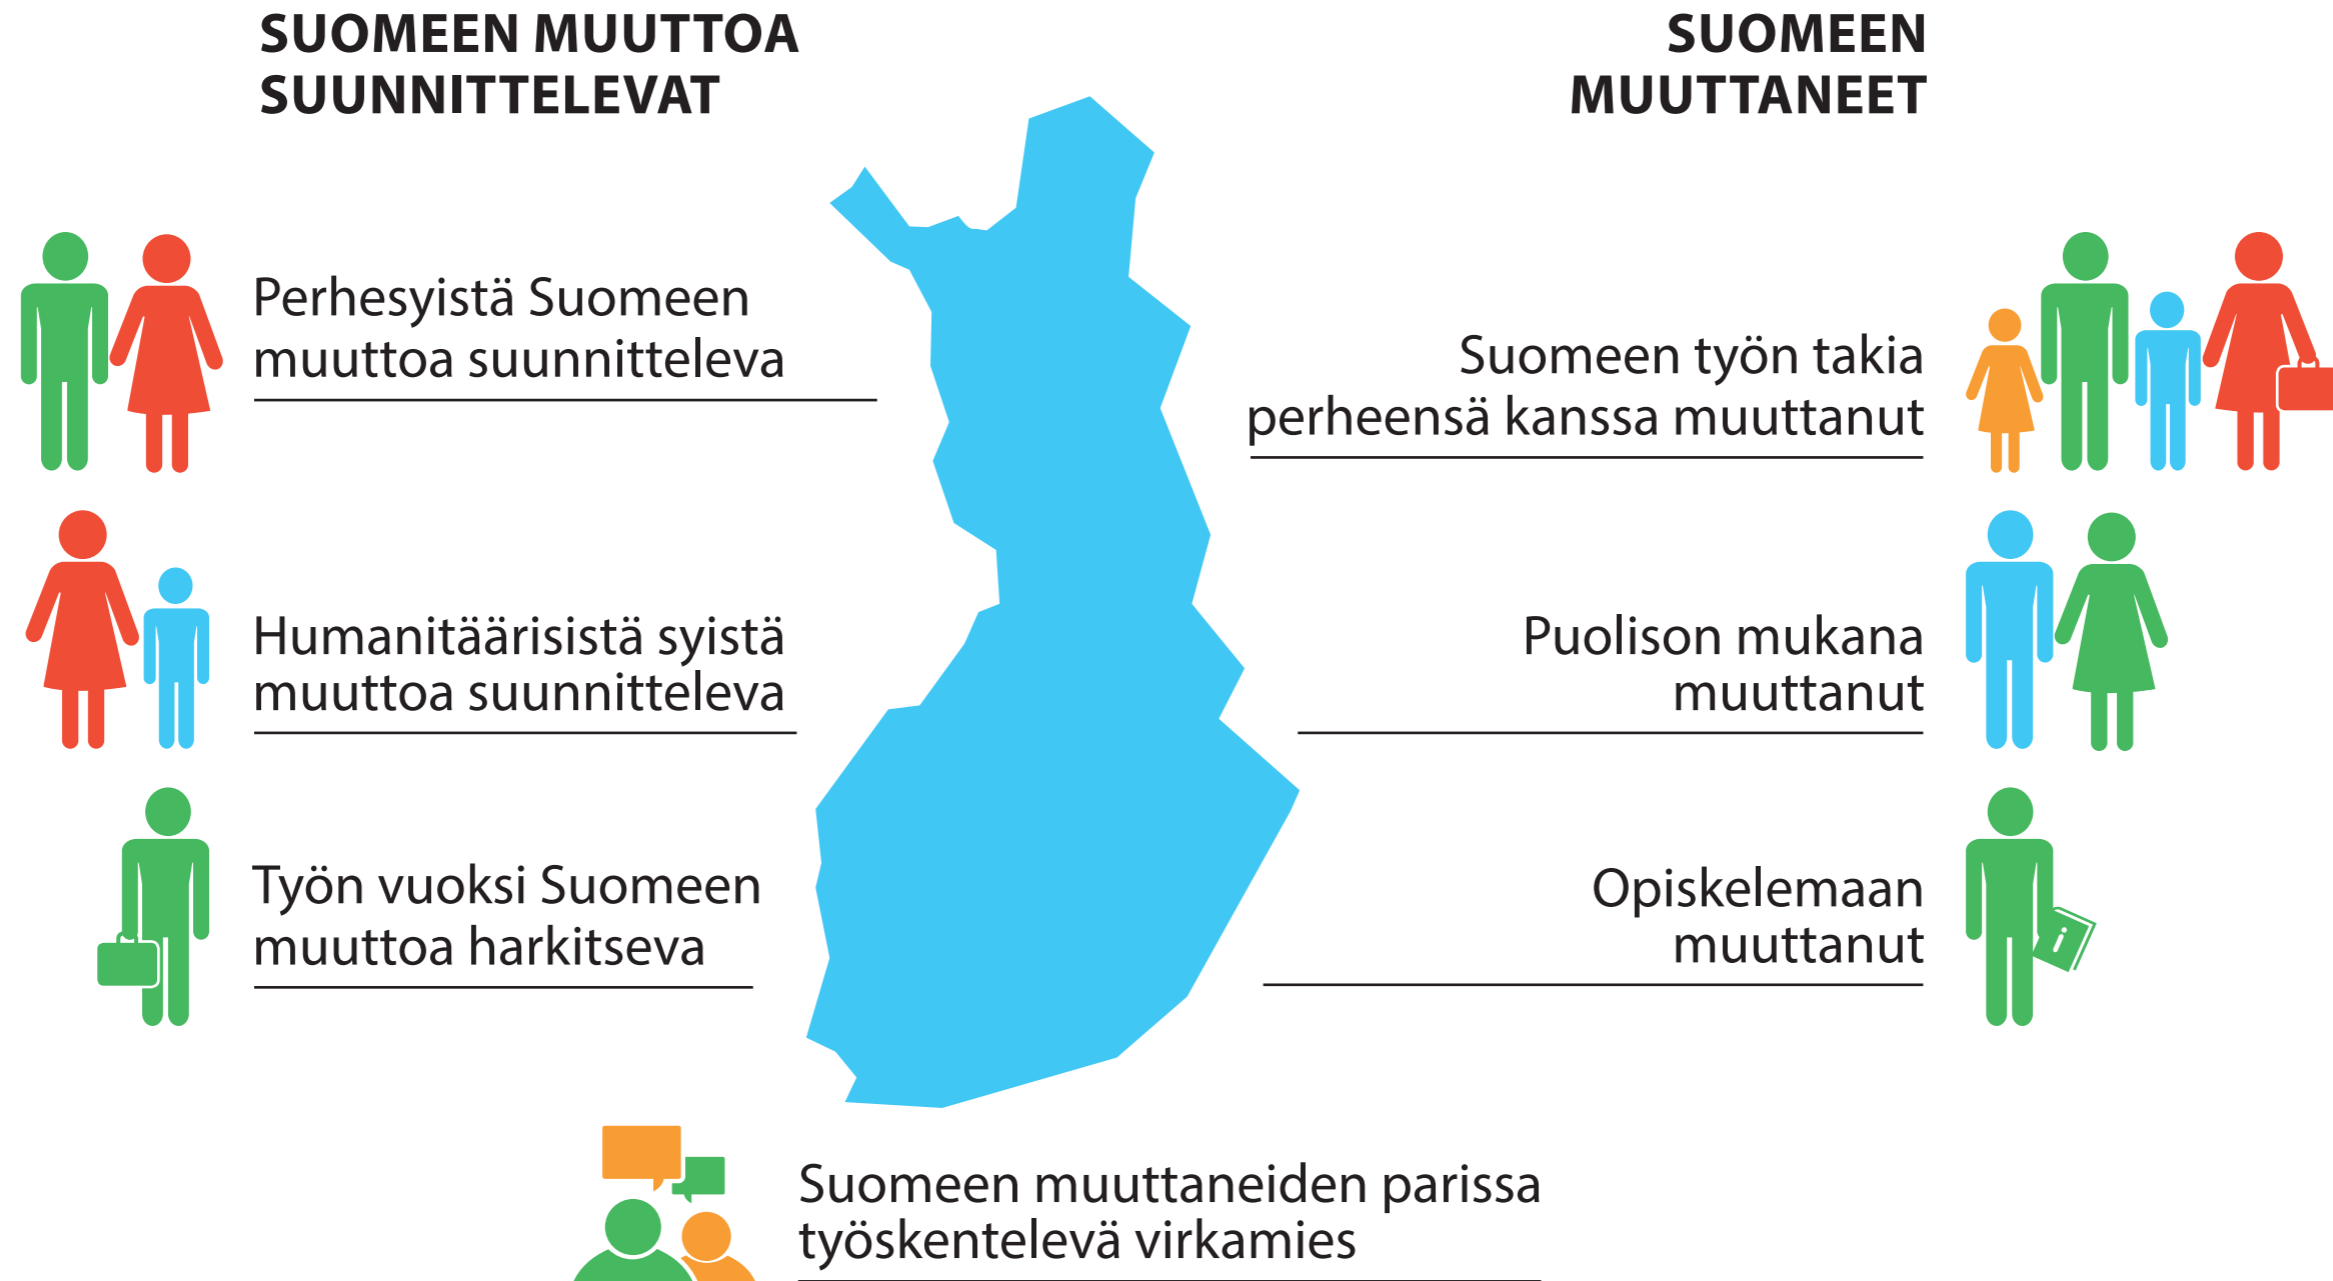 SUOMEEN MUUTTOA
SUUNNITTELEVAT
Perhesyistä Suomeen
muuttoa suunnitteleva
Humanitäärisistä syistä
muuttoa suunnitteleva
Työn vuoksi Suomeen
muuttoa harkitseva
SUOMEEN
MUUTTANEET
Suomeen työn takia
perheensä kanssa muuttanut
Puolison mukana
muuttanut
Opiskelemaan
muuttanut
i
Suomeen muuttaneiden parissa
työskentelevä virkamies